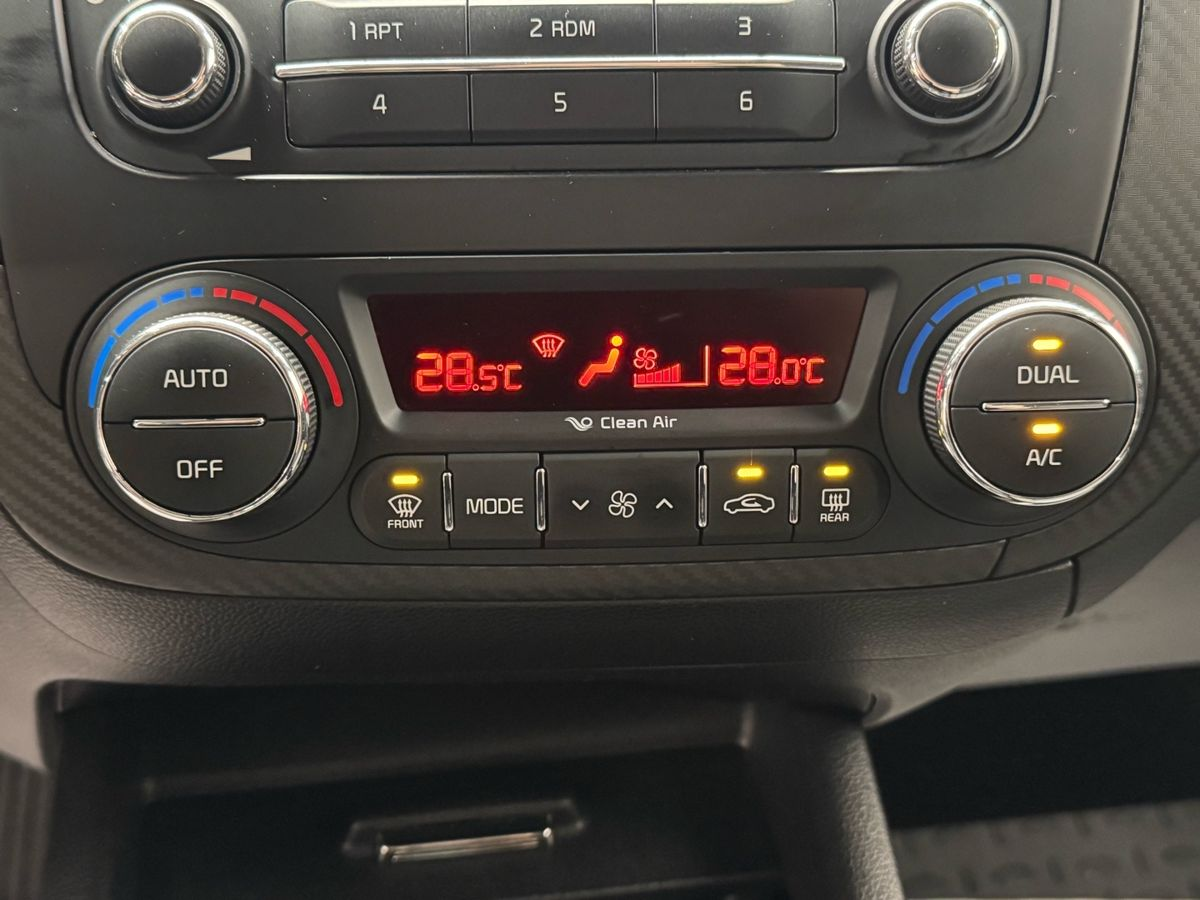 1 RPT 2 RDM 3
4 5 6
AUTO
OFF
28.5°C 28.0°C
Clean Air
DUAL
A/C
FRONT MODE REAR